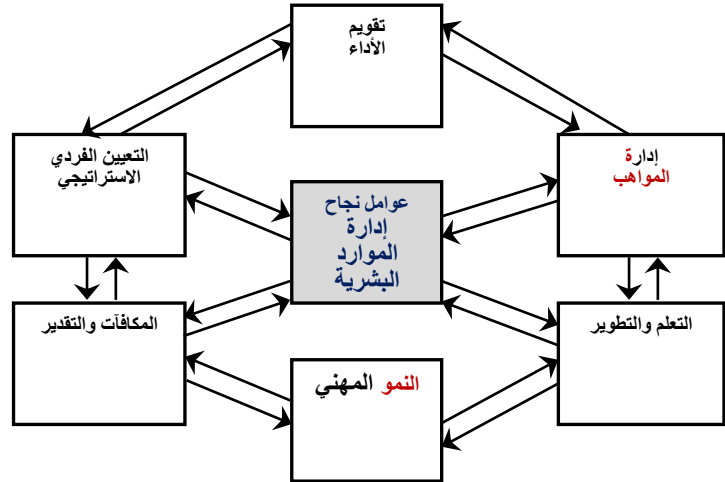 تقويم
الأداء
إدارة
المواهب
التعيين الفردي
الاستراتيجي
عوامل نجاح
إدارة
الموارد
البشرية
التعلم والتطوير
المكافآت والتقدير
النمو المهني